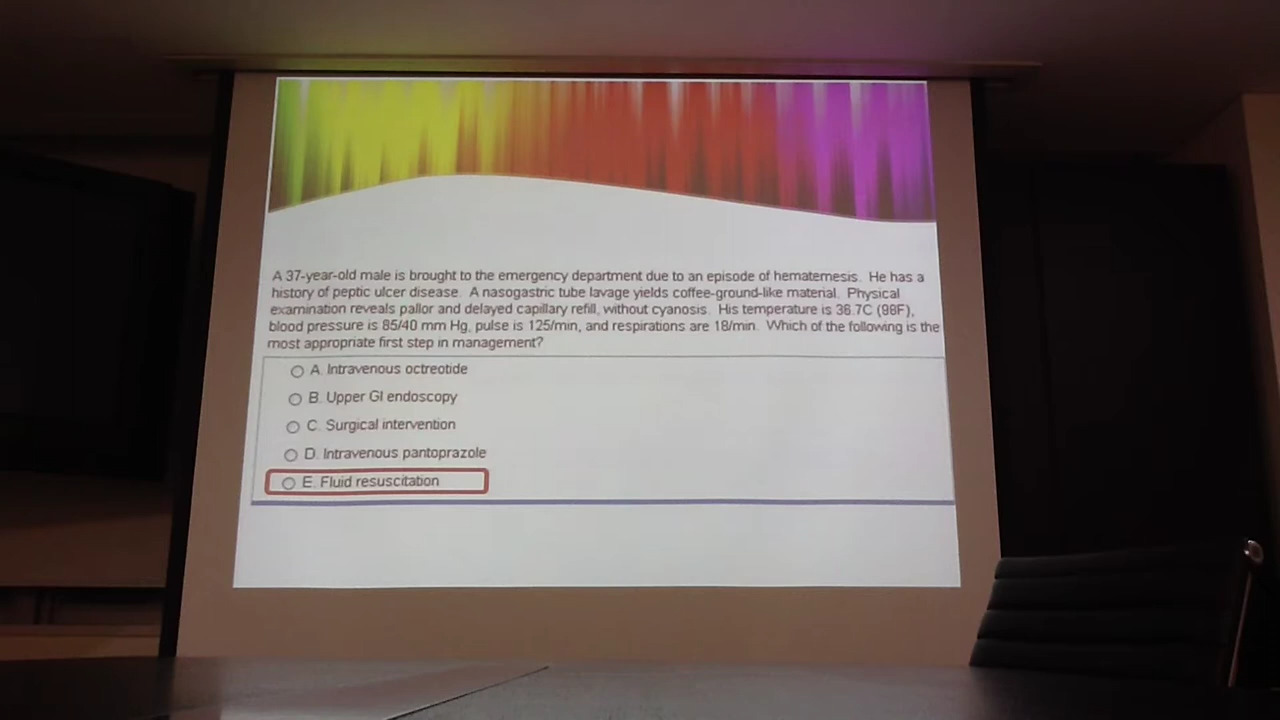 A 37-year-old male is brought to the emergency department due to an episode of hematemesis. He has a
history of peptic ulcer disease. A nasogastric tube lavage yields coffee-ground-like material. Physical
examination reveals pallor and delayed capillary refill, without cyanosis. His temperature is 36.7C (98F),
blood pressure is 85/40 mm Hg, pulse is 125/min, and respirations are 18/min. Which of the following is the
most appropriate first step in management?
A. Intravenous octreotide
B. Upper GI endoscopy
C. Surgical intervention
D. Intravenous pantoprazole
E. Fluid resuscitation